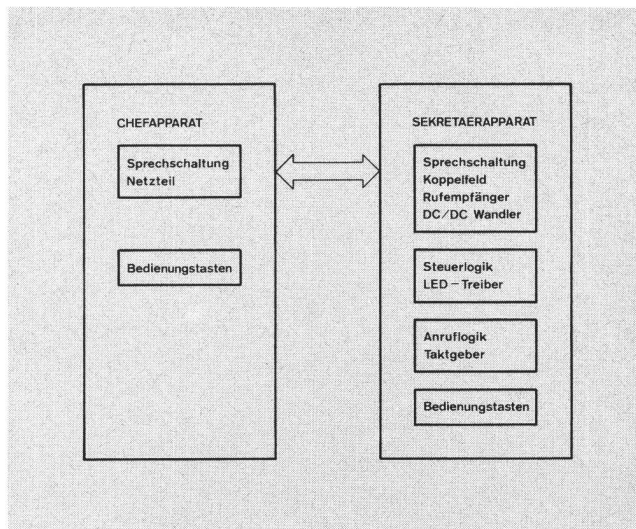 CHEFAPPARAT
Sprechschaltung
Netzteil
Bedienungstasten
SEKRETAERAPPARAT
Sprechschaltung
Koppelfeld
Rufempfänger
DC/DC Wandler
Steuerlogik
LED – Treiber
Anruflogik
Taktgeber
Bedienungstasten